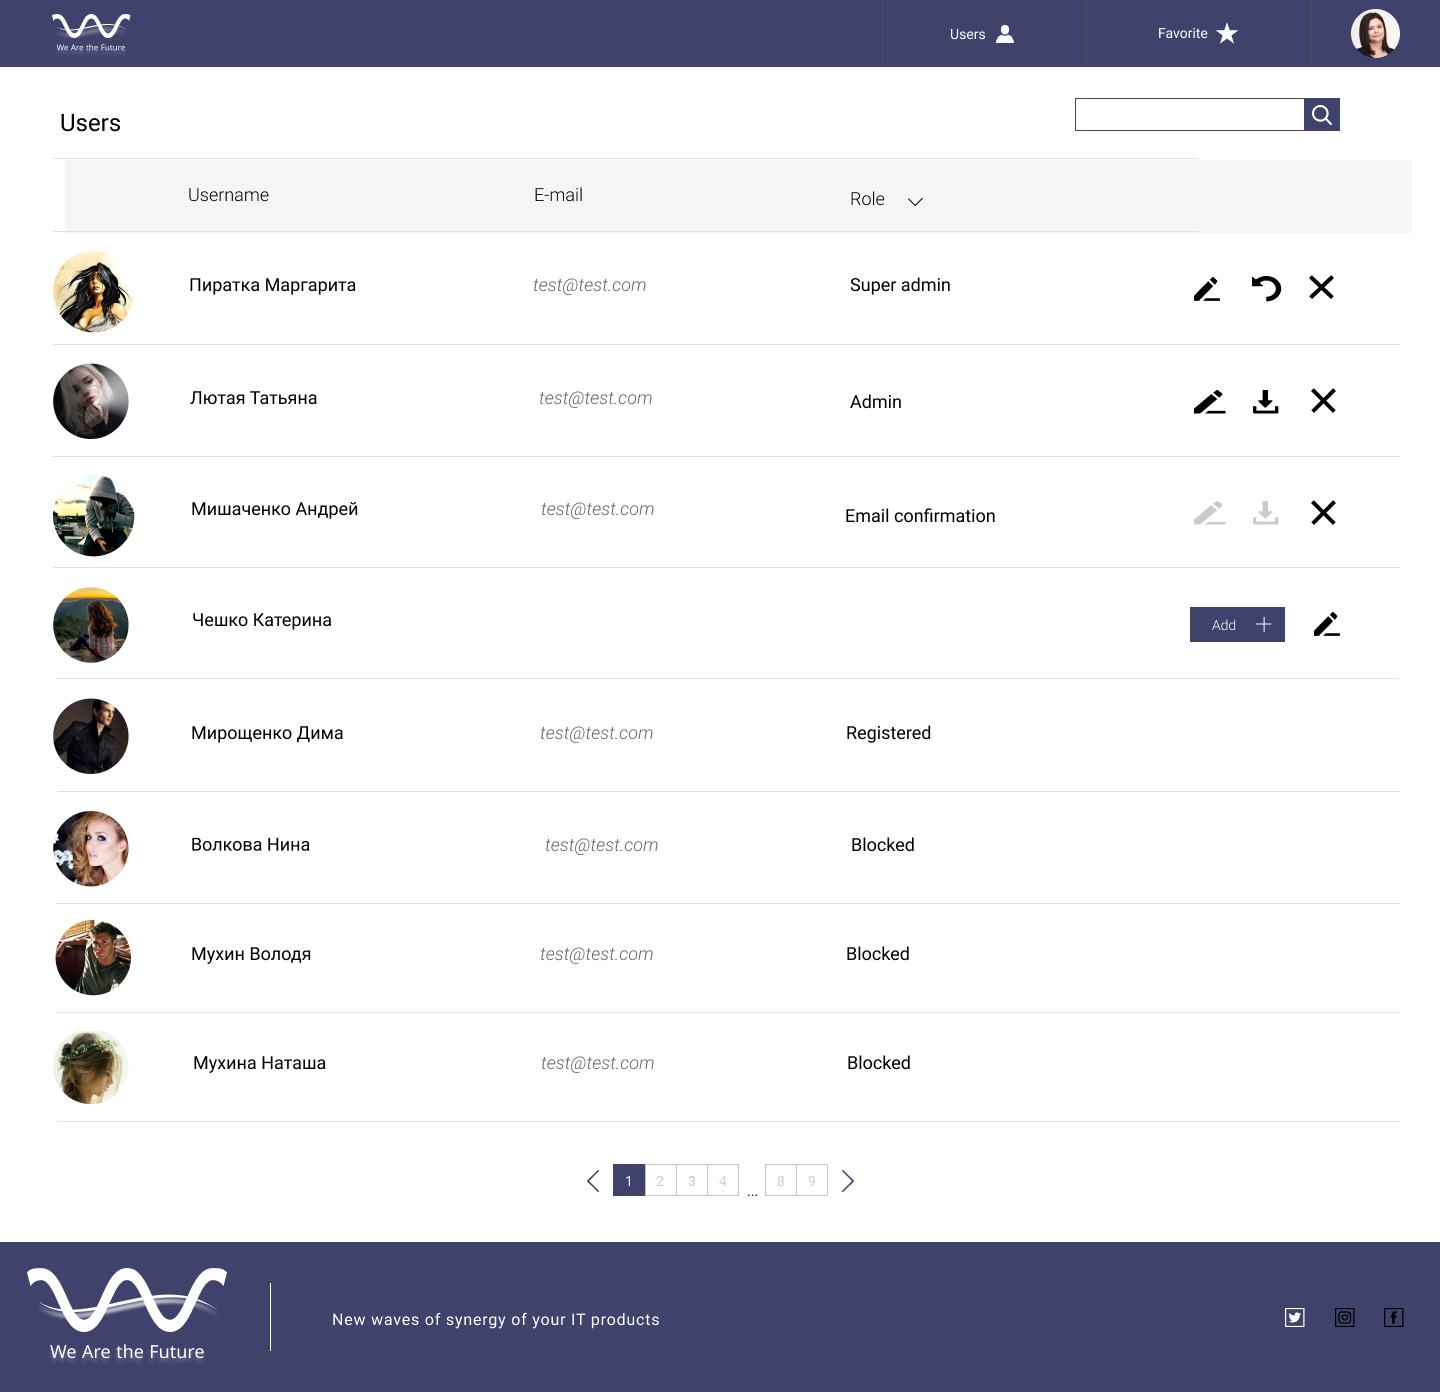 We Are the Future
Users
Favorite
Users
Username E-mail Role
Пиратка Маргарита test@test.com Super admin
Лютая Татьяна test@test.com Admin
Мишаченко Андрей test@test.com Email confirmation
Чешко Катерина Add
Мирощенко Дима test@test.com Registered
Волкова Нина test@test.com Blocked
Мухин Володя test@test.com Blocked
Мухина Наташа test@test.com Blocked
1 2 3 4 ... 8 9
We Are the Future
New waves of synergy of your IT products